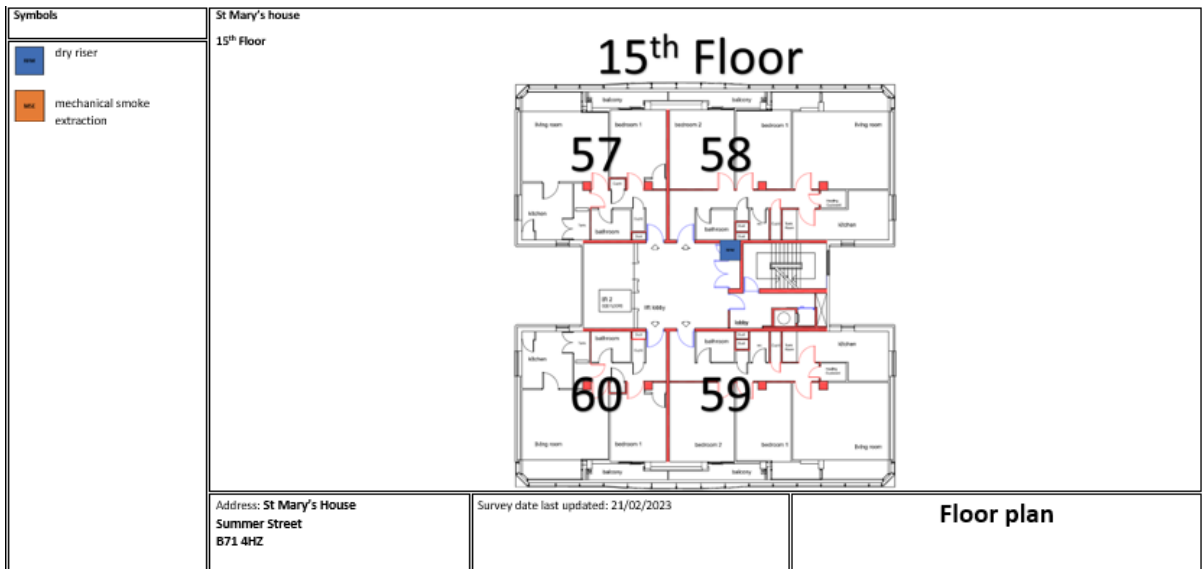 Symbols
dry riser
mechanical smoke
extraction
St Mary's house
15th Floor
15th Floor
balcony
balcony
living room
bedroom 1
bedroom 2
bedroom 1
living room
57
58
kitchen
bathroom
bathroom
kitchen
lift 2
lift lobby
lobby
bathroom
bathroom
kitchen
kitchen
60
59
living room
bedroom 1
bedroom 2
bedroom 1
living room
balcony
balcony
Address: St Mary's House
Summer Street
B71 4HZ
Survey date last updated: 21/02/2023
Floor plan